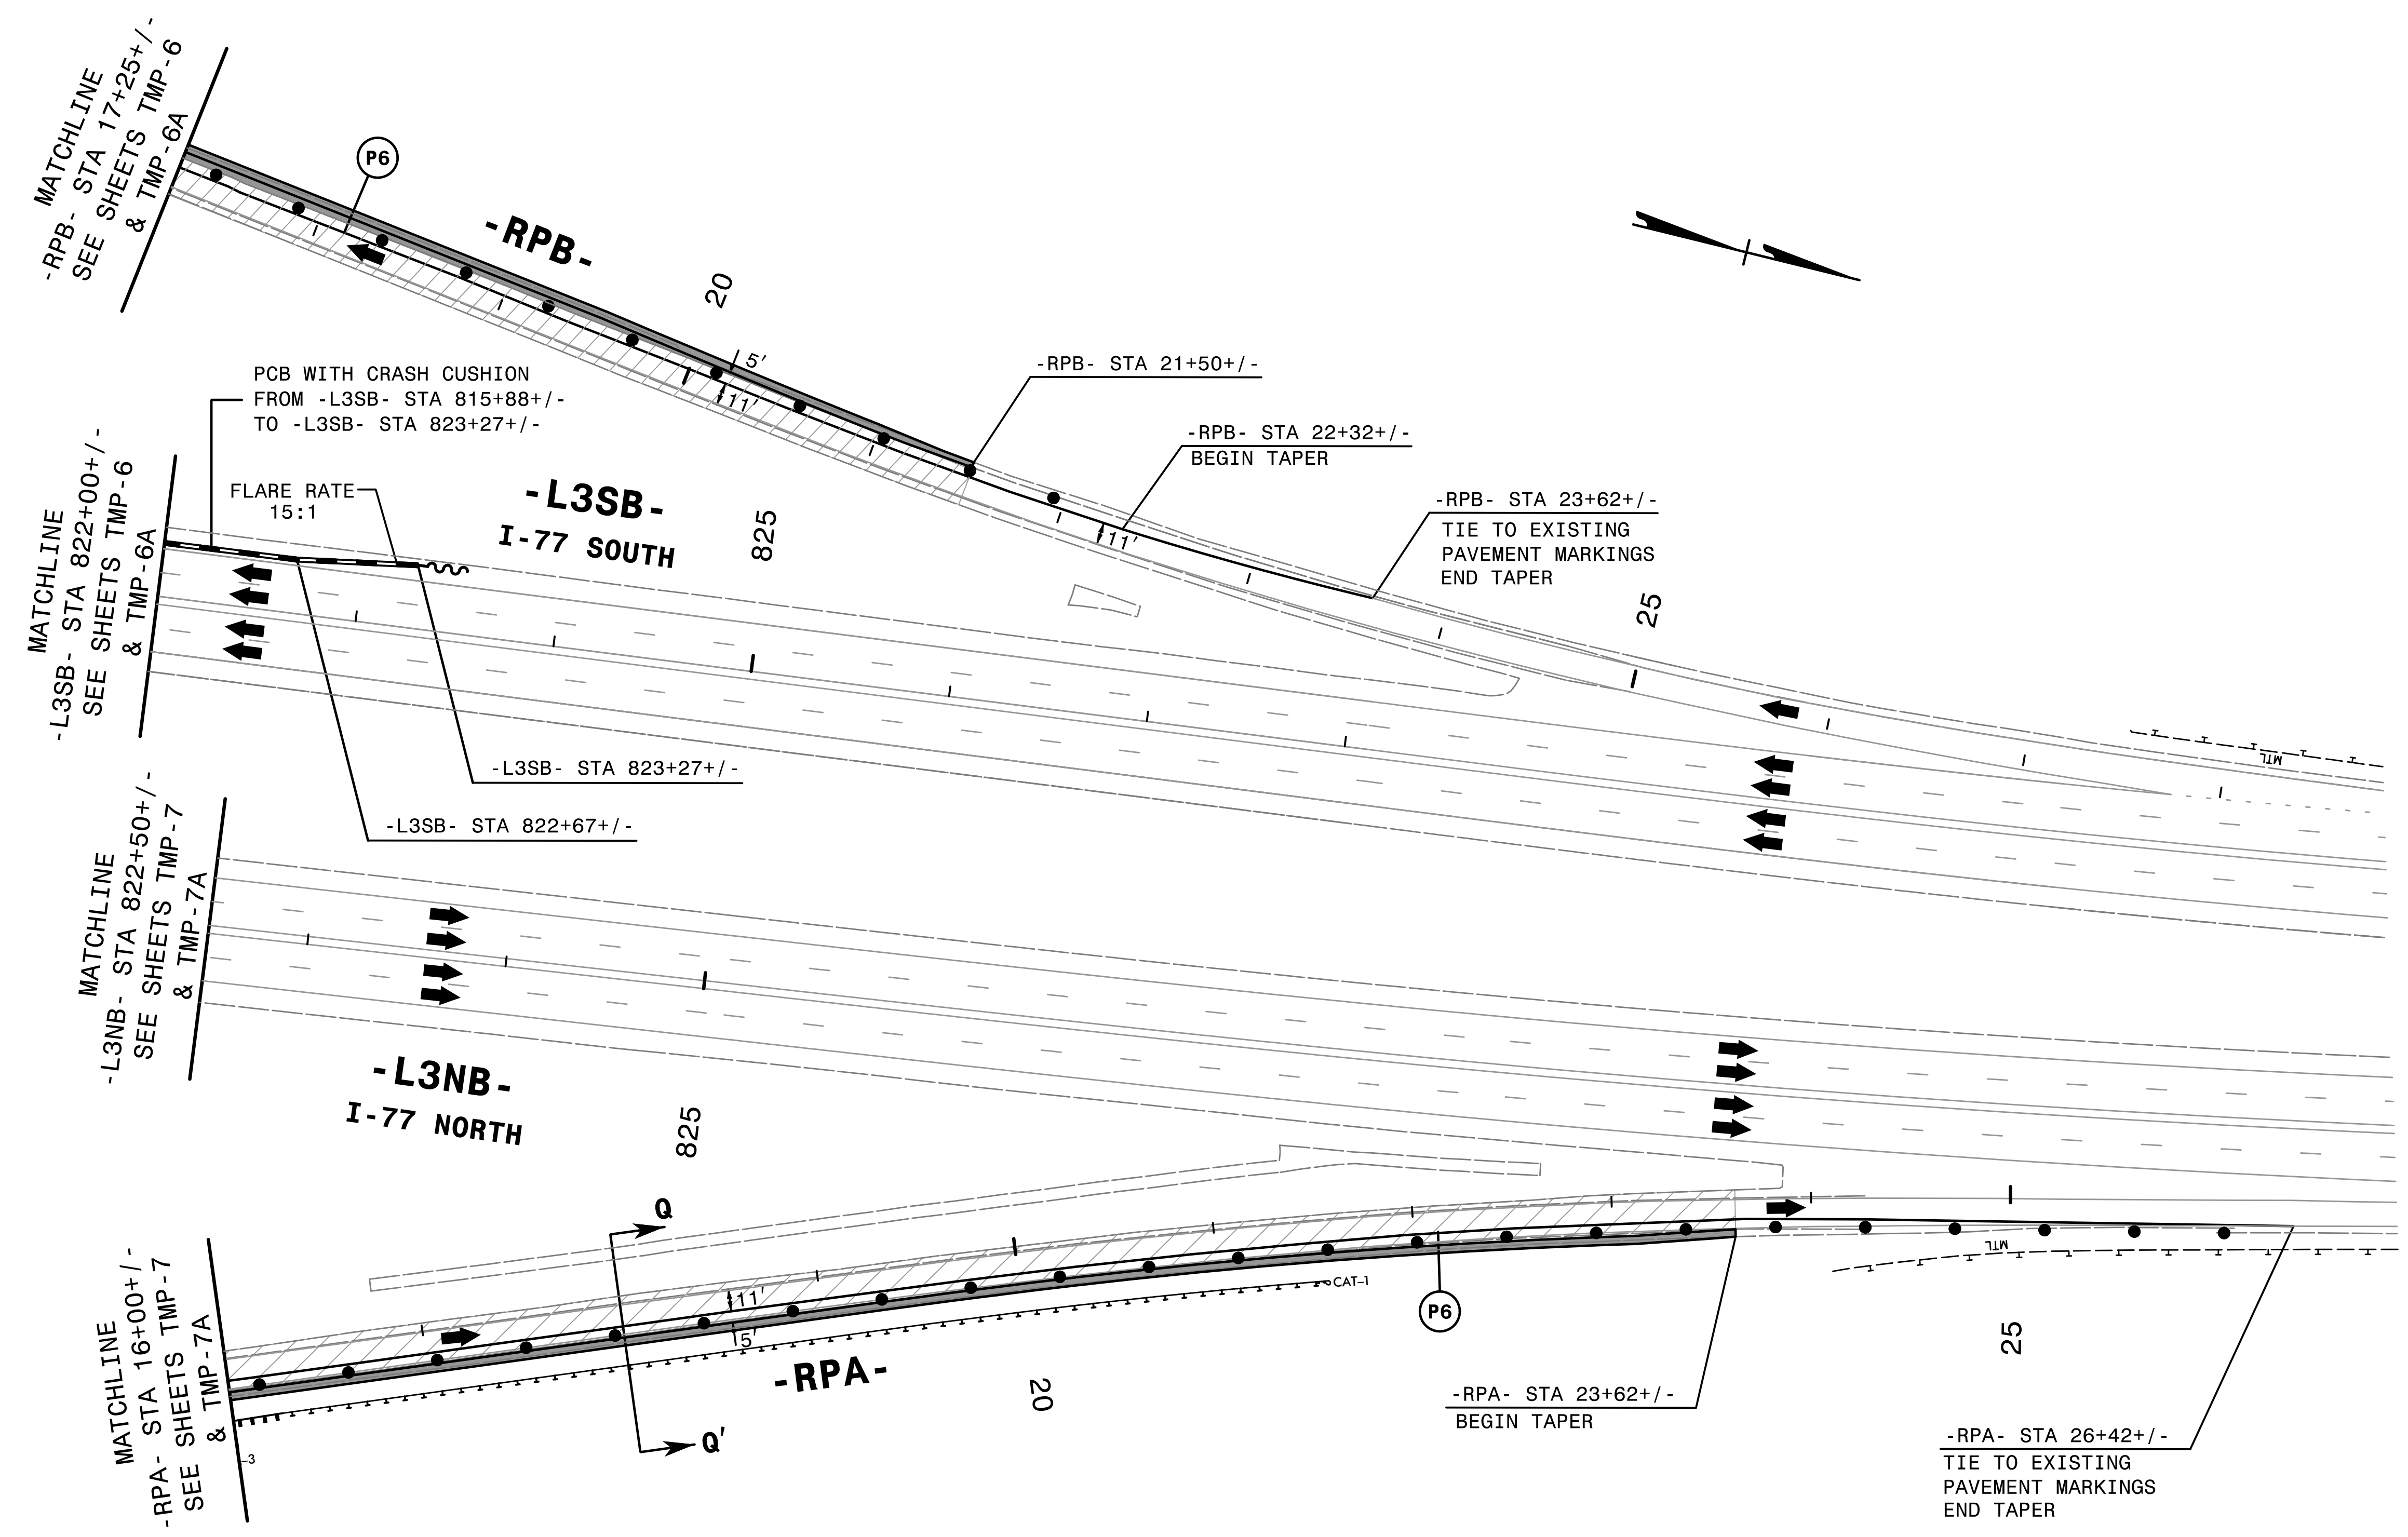 MATCHLINE
-RPB- STA 17+25+/-
SEE SHEETS TMP-6
& TMP-6A
P6
-RPB-
20
5'
11'
-RPB- STA 21+50+/-
-RPB- STA 22+32+/-
BEGIN TAPER
11'
-RPB- STA 23+62+/-
TIE TO EXISTING
PAVEMENT MARKINGS
END TAPER
25
PCB WITH CRASH CUSHION
FROM -L3SB- STA 815+88+/-
TO -L3SB- STA 823+27+/-
FLARE RATE
15:1
MATCHLINE
-L3SB- STA 822+00+/-
SEE SHEETS TMP-6
& TMP-6A
-L3SB-
I-77 SOUTH
825
-L3SB- STA 823+27+/-
-L3SB- STA 822+67+/-
MTL
MATCHLINE
-L3NB- STA 822+50+/-
SEE SHEETS TMP-7
& TMP-7A
-L3NB-
I-77 NORTH
825
MATCHLINE
-RPA- STA 16+00+/-
SEE SHEETS TMP-7
& TMP-7A
Q
11'
5'
CAT-1
-RPA-
Q'
-3
20
P6
MTL
-RPA- STA 23+62+/-
BEGIN TAPER
25
-RPA- STA 26+42+/-
TIE TO EXISTING
PAVEMENT MARKINGS
END TAPER